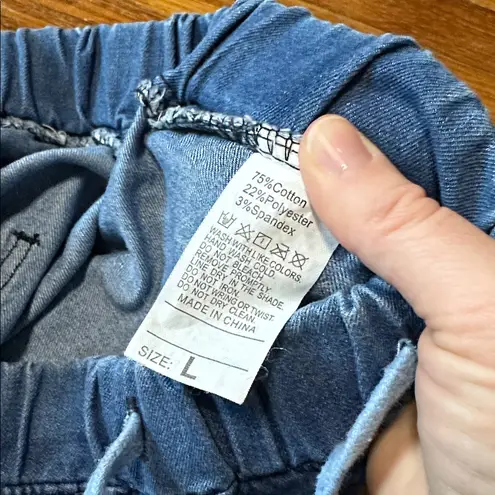 75%Cotton
22%Polyester
3%Spandex
WASH WITH LIKE COLORS.
HAND WASH COLD.
DO NOT BLEACH.
REMOVE PROMPTLY.
LINE DRY IN THE SHADE.
DO NOT IRON.
DO NOT WRING OR TWIST.
DO NOT DRY CLEAN.
MADE IN CHINA
SIZE: L